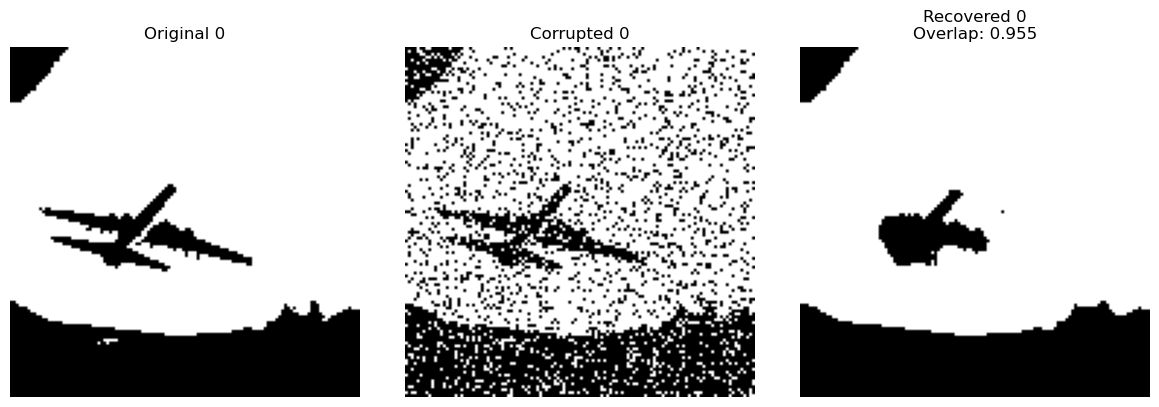 Original 0
Corrupted 0
Recovered 0
Overlap: 0.955